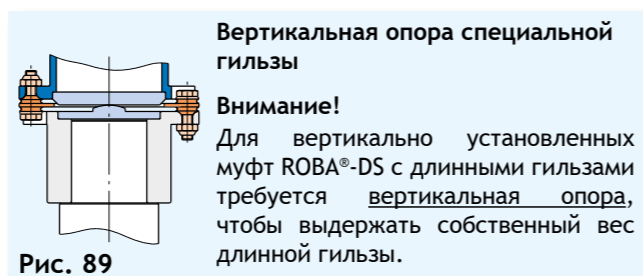 Вертикальная опора специальной
гильзы
Внимание!
Для вертикально установленных
муфт ROBA®-DS с длинными гильзами
требуется вертикальная опора,
чтобы выдержать собственный вес
длинной гильзы.
Рис. 89